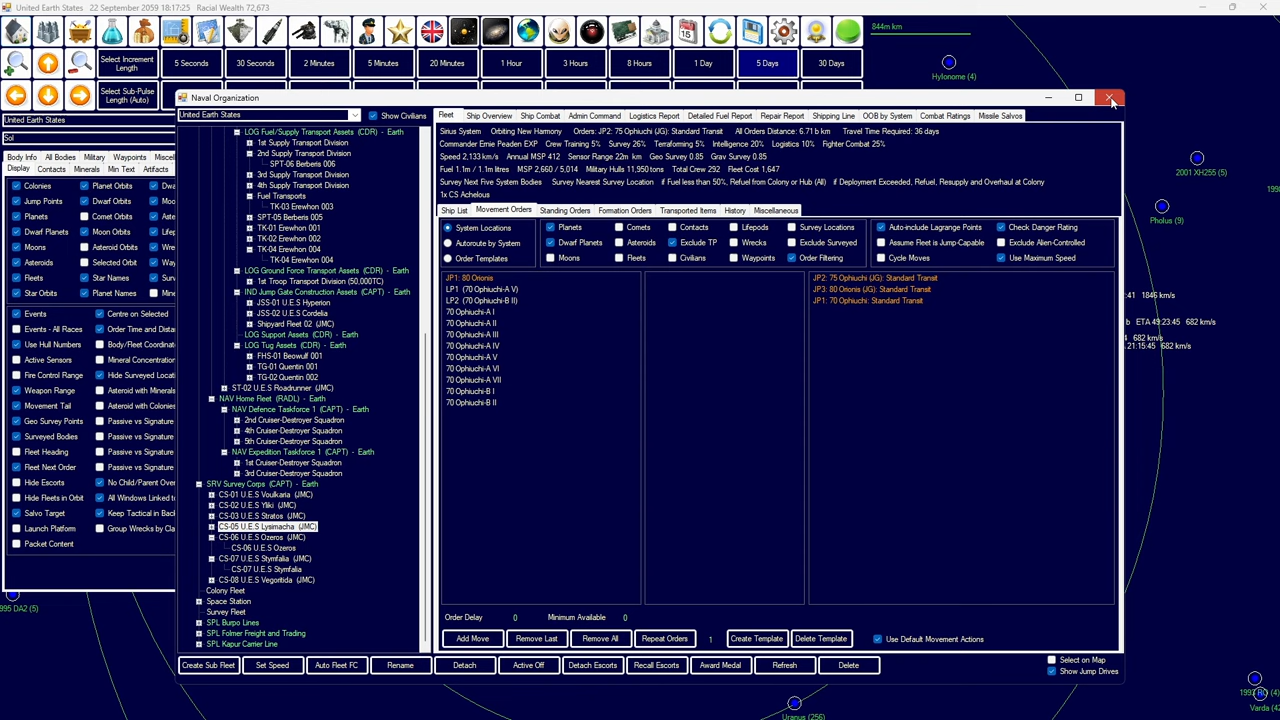 United Earth States    22 September 2059 18:17:25    Racial Wealth 72,673
844m km
Select Increment Length
5 Seconds
30 Seconds
2 Minutes
5 Minutes
20 Minutes
1 Hour
3 Hours
8 Hours
1 Day
5 Days
30 Days
Select Sub-Pulse Length (Auto)
Hylonome (4)
2001 XH255 (5)
Pholus (9)
United Earth States
Sol
Body Info
All Bodies
Military
Waypoints
Display
Contacts
Minerals
Min Text
Artifacts
Colonies
Planet Orbits
Jump Points
Dwarf Orbits
Planets
Comet Orbits
Dwarf Planets
Moon Orbits
Moons
Asteroid Orbits
Asteroids
Selected Orbit
Fleets
Star Names
Star Orbits
Planet Names
Events
Centre on Selected
Events - All Races
Order Time and Dista
Use Hull Numbers
Body/Fleet Coordinat
Active Sensors
Mineral Concentration
Fire Control Range
Hide Surveyed Locati
Weapon Range
Asteroid with Minerals
Movement Tail
Asteroid with Colonies
Geo Survey Points
Passive vs Signature
Surveyed Bodies
Passive vs Signature
Fleet Heading
Passive vs Signature
Fleet Next Order
Passive vs Signature
Hide Escorts
No Child/Parent Over
Hide Fleets in Orbit
All Windows Linked t
Salvo Target
Keep Tactical in Back
Launch Platform
Group Wrecks by Cla
Packet Content
Naval Organization
United Earth States
Show Civilians
LOG Fuel/Supply Transport Assets (CDR) - Earth
1st Supply Transport Division
2nd Supply Transport Division
SPT-06 Berberis 006
3rd Supply Transport Division
4th Supply Transport Division
Fuel Transports
TK-03 Erewhon 003
SPT-05 Berberis 005
TK-01 Erewhon 001
TK-02 Erewhon 002
TK-04 Erewhon 004
TK-04 Erewhon 004
LOG Ground Force Transport Assets (CDR) - Earth
1st Troop Transport Division (50,000TC)
IND Jump Gate Construction Assets (CAPT) - Earth
JSS-01 U.E.S Hyperion
JSS-02 U.E.S Cordelia
Shipyard Fleet 02 (JMC)
LOG Support Assets (CDR) - Earth
LOG Tug Assets (CDR) - Earth
FHS-01 Beowulf 001
TG-01 Quentin 001
TG-02 Quentin 002
ST-02 U.E.S Roadrunner (JMC)
NAV Home Fleet (RADL) - Earth
NAV Defence Taskforce 1 (CAPT) - Earth
2nd Cruiser-Destroyer Squadron
4th Cruiser-Destroyer Squadron
5th Cruiser-Destroyer Squadron
NAV Expedition Taskforce 1 (CAPT) - Earth
1st Cruiser-Destroyer Squadron
3rd Cruiser-Destroyer Squadron
SRV Survey Corps (CAPT) - Earth
CS-01 U.E.S Voulkaria (JMC)
CS-02 U.E.S Yliki (JMC)
CS-03 U.E.S Stratos (JMC)
CS-05 U.E.S Lysimacha (JMC)
CS-06 U.E.S Ozeros (JMC)
CS-06 U.E.S Ozeros
CS-07 U.E.S Stymfalia (JMC)
CS-07 U.E.S Stymfalia
CS-08 U.E.S Vegoritida (JMC)
Colony Fleet
Space Station
Survey Fleet
SPL Burpo Lines
SPL Folmer Freight and Trading
SPL Kapur Carrier Line
Fleet
Ship Overview
Ship Combat
Admin Command
Logistics Report
Contacts
Detailed Fuel Report
Repair Report
Shipping Line
OOB by System
Combat Ratings
Missile Salvos
Sirius System    Orbiting New Harmony    Orders: JP2: 75 Ophiuchi (JG): Standard Transit    All Orders Distance: 6.71 b km    Travel Time Required: 36 days
Commander Ernie Peaden EXP    Crew Training 5%    Survey 26%    Terraforming 5%    Intelligence 20%    Logistics 10%    Fighter Combat 25%
Speed 2,133 km/s    Annual MSP 412    Sensor Range 22m km    Geo Survey 0.85    Grav Survey 0.85
Fuel 1.1m / 1.1m litres    MSP 2,660 / 5,014    Military Hulls 11,950 tons    Total Crew 292    Fleet Cost 1,647
Survey Next Five System Bodies    Survey Nearest Survey Location    if Fuel less than 50%, Refuel from Colony or Hub (All)    if Deployment Exceeded, Refuel, Resupply and Overhaul at Colony
1x CS Achelous
Ship List
Movement Orders
Standing Orders
Formation Orders
Transported Items
History
Miscellaneous
System Locations
Autoroute by System
Order Templates
Planets
Comets
Lifepods
Survey Locations
Dwarf Planets
Asteroids
Exclude TP
Wrecks
Exclude Surveyed
Moons
Fleets
Civilians
Waypoints
Order Filtering
Auto-include Lagrange Points
Check Danger Rating
Assume Fleet is Jump-Capable
Exclude Alien-Controlled
Cycle Moves
Use Maximum Speed
JP1: 80 Orionis
LP1 (70 Ophiuchi-A V)
LP2 (70 Ophiuchi-B II)
70 Ophiuchi-A I
70 Ophiuchi-A II
70 Ophiuchi-A III
70 Ophiuchi-A IV
70 Ophiuchi-A V
70 Ophiuchi-A VI
70 Ophiuchi-A VII
70 Ophiuchi-B I
70 Ophiuchi-B II
JP2: 75 Ophiuchi (JG): Standard Transit
JP3: 80 Orionis (JG): Standard Transit
JP1: 70 Ophiuchi: Standard Transit
:41    1846 km/s
b    ETA 49:23:45    682 km/s
4    682 km/s
21:15:45    682 km/s
Order Delay    0    Minimum Available    0
Add Move
Remove Last
Remove All
Repeat Orders
1
Create Template
Delete Template
Use Default Movement Actions
Create Sub Fleet
Set Speed
Auto Fleet FC
Rename
Detach
Active Off
Detach Escorts
Recall Escorts
Award Medal
Refresh
Delete
Select on Map
Show Jump Drives
995 DA2 (5)
Uranus (256)
Varda (4